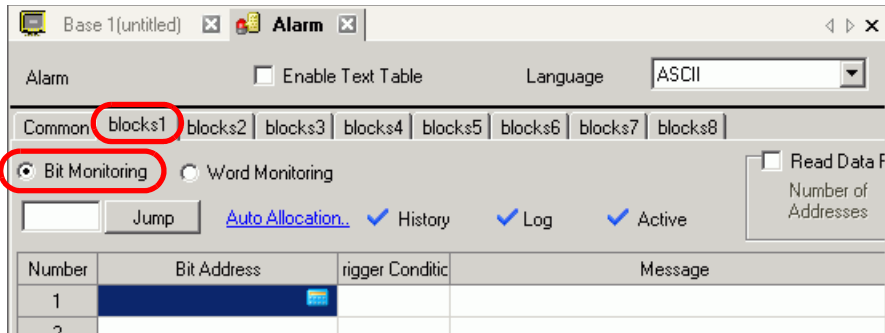 Base 1(untitled) Alarm
Alarm Enable Text Table Language ASCII
Common blocks1 blocks2 blocks3 blocks4 blocks5 blocks6 blocks7 blocks8
Bit Monitoring Word Monitoring Read Data F
Number of
Addresses
Jump Auto Allocation.. History Log Active
Number Bit Address rigger Conditic Message
1
2